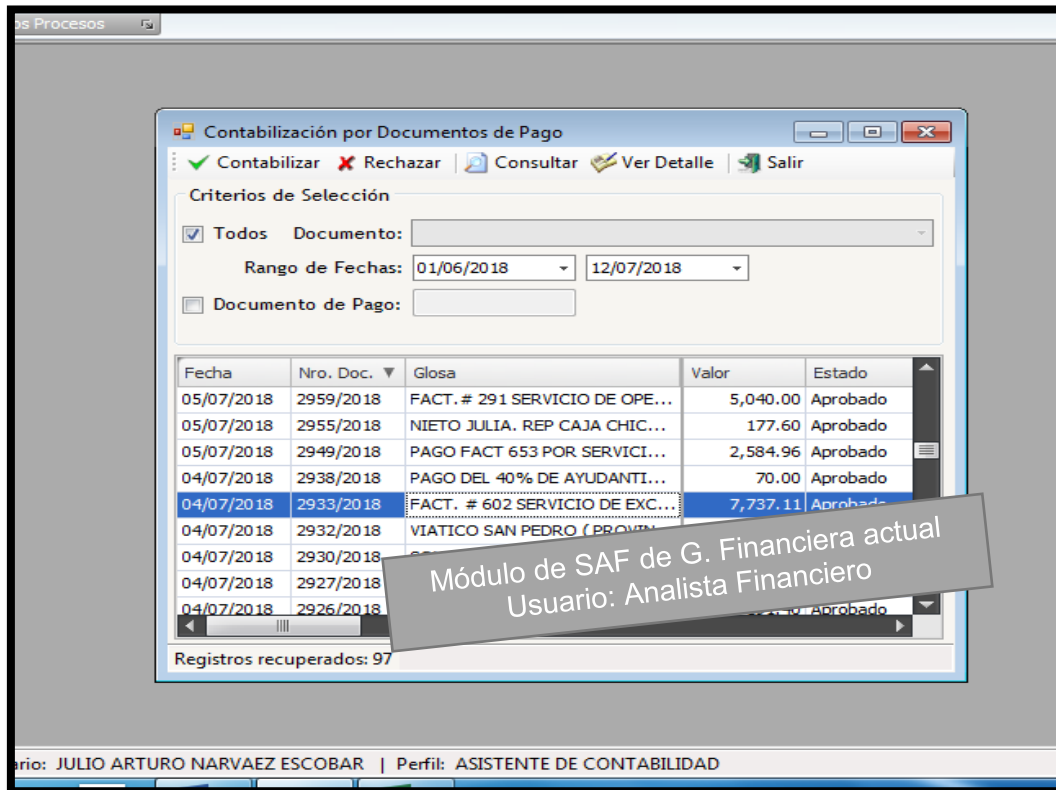 os Procesos
Contabilización por Documentos de Pago
Contabilizar Rechazar Consultar Ver Detalle Salir
Criterios de Selección
Todos Documento:
Rango de Fechas: 01/06/2018 12/07/2018
Documento de Pago:
Fecha Nro. Doc. Glosa Valor Estado
05/07/2018 2959/2018 FACT.# 291 SERVICIO DE OPE... 5,040.00 Aprobado
05/07/2018 2955/2018 NIETO JULIA. REP CAJA CHIC... 177.60 Aprobado
05/07/2018 2949/2018 PAGO FACT 653 POR SERVICI... 2,584.96 Aprobado
04/07/2018 2938/2018 PAGO DEL 40% DE AYUDANTI... 70.00 Aprobado
04/07/2018 2933/2018 FACT. # 602 SERVICIO DE EXC... 7,737.11 Aprobado
04/07/2018 2932/2018 VIATICO SAN PEDRO ( PROVIN
04/07/2018 2930/2018
04/07/2018 2927/2018
04/07/2018 2926/2018 Aprobado
Módulo de SAF de G. Financiera actual
Usuario: Analista Financiero
Registros recuperados: 97
ario: JULIO ARTURO NARVAEZ ESCOBAR | Perfil: ASISTENTE DE CONTABILIDAD